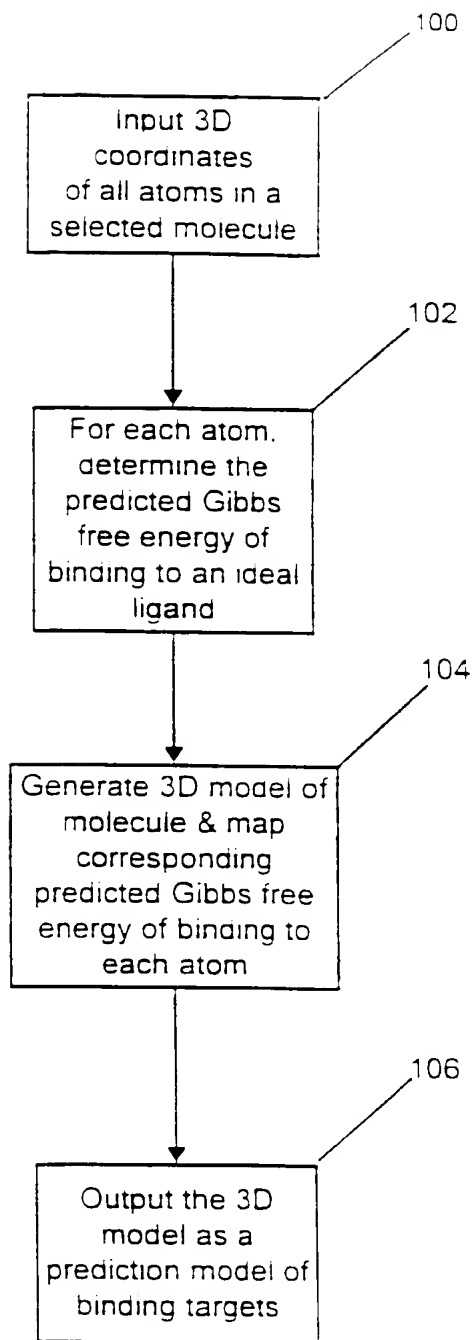 100
Input 3D
coordinates
of all atoms in a
selected molecule
102
For each atom,
determine the
predicted Gibbs
free energy of
binding to an ideal
ligand
104
Generate 3D model of
molecule & map
corresponding
predicted Gibbs free
energy of binding to
each atom
106
Output the 3D
model as a
prediction model of
binding targets